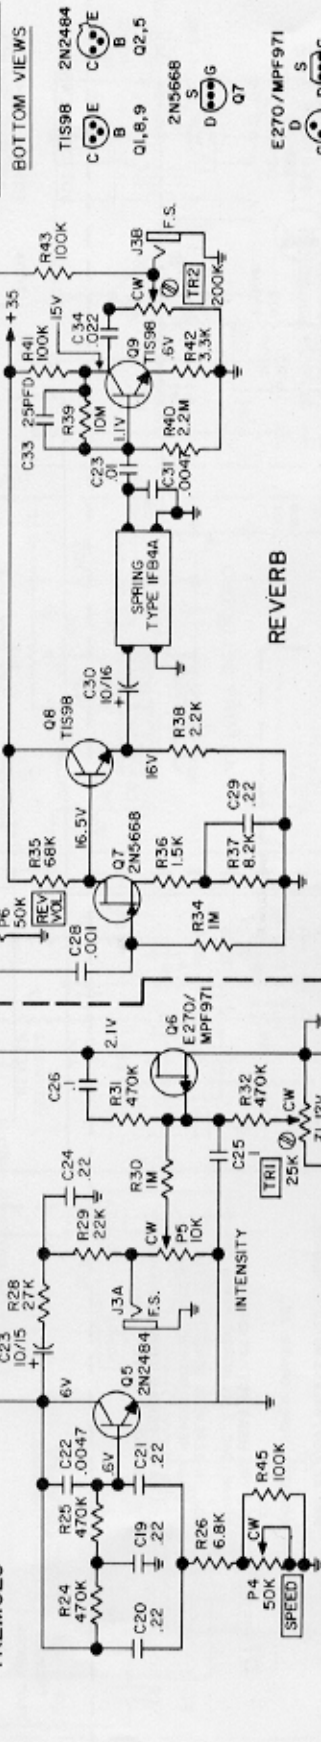 BOTTOM VIEWS
TIS98
C
E
B
Q1,8,9
2N2484
C
E
B
Q2,5
2N5668
S
D
G
Q7
E270/MPF971
D
S
REVERB
P6
50K
REV
VOL
R35
68K
C28
.001
16.5V
Q7
2N5668
Q8
TIS98
R36
1.5K
R34
1M
R37
8.2K
C29
.22
16V
R38
2.2K
C30
10/16
+
SPRING
TYPE 1FB4A
C33
25PFD
R41
100K
+35
R43
100K
R39
10M
15V
C34
.022
C23
.01
1.1V
Q9
TIS98
C31
.0047
R40
2.2M
.6V
R42
3.3K
CW
TR2
200K
J3B
F.S.
C23
10/15
+
R28
27K
C24
.22
R29
22K
C26
.1
2.1V
R31
470K
Q6
E270/
MPF971
R30
1M
CW
P5
10K
R32
470K
C25
.1
TR1
25K
CW
INTENSITY
J3A
F.S.
6V
Q5
2N2484
C22
.0047
.6V
R25
470K
C21
.22
R24
470K
C19
.22
C20
.22
R26
6.8K
P4
50K
CW
SPEED
R45
100K